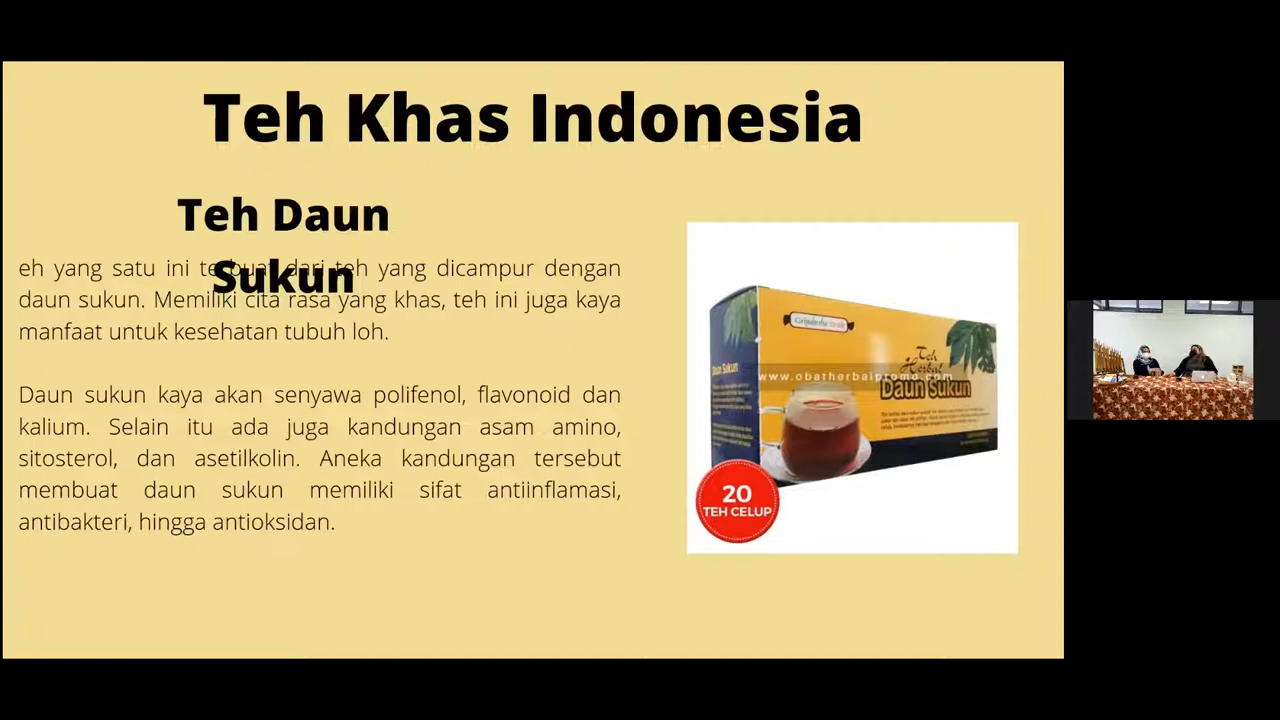 Teh Khas Indonesia
Teh Daun
Sukun
eh yang satu ini terbuat dari teh yang dicampur dengan
daun sukun. Memiliki cita rasa yang khas, teh ini juga kaya
manfaat untuk kesehatan tubuh loh.
Daun sukun kaya akan senyawa polifenol, flavonoid dan
kalium. Selain itu ada juga kandungan asam amino,
sitosterol, dan asetilkolin. Aneka kandungan tersebut
membuat daun sukun memiliki sifat antiinflamasi,
antibakteri, hingga antioksidan.
Teh
Herbal
www.obatherbalpromo.com
Daun Sukun
Daun Sukun
20
TEH CELUP